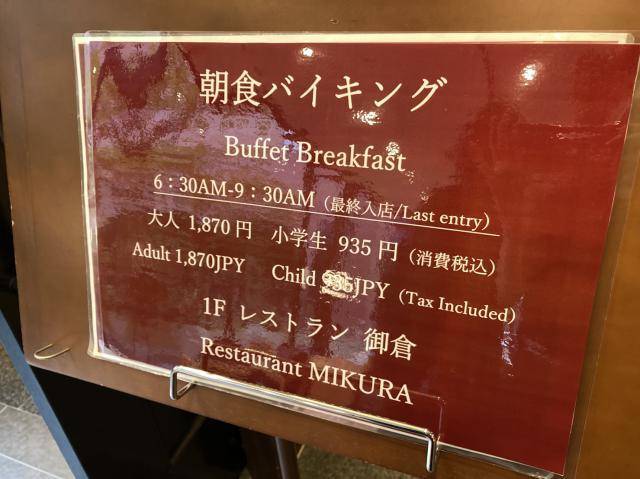 朝食バイキング
Buffet Breakfast
6：30AM-9：30AM（最終入店/Last entry）
大人 1,870円 小学生 935円（消費税込）
Adult 1,870JPY Child JPY（Tax Included）
1F レストラン 御倉
Restaurant MIKURA